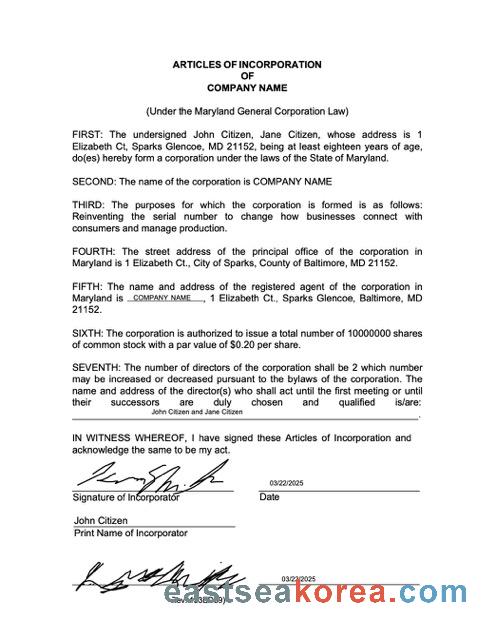 ARTICLES OF INCORPORATION
OF
COMPANY NAME
(Under the Maryland General Corporation Law)
FIRST: The undersigned John Citizen, Jane Citizen, whose address is 1
Elizabeth Ct, Sparks Glencoe, MD 21152, being at least eighteen years of age,
do(es) hereby form a corporation under the laws of the State of Maryland.
SECOND: The name of the corporation is COMPANY NAME
THIRD: The purposes for which the corporation is formed is as follows:
Reinventing the serial number to change how businesses connect with
consumers and manage production.
FOURTH: The street address of the principal office of the corporation in
Maryland is 1 Elizabeth Ct., City of Sparks, County of Baltimore, MD 21152.
FIFTH: The name and address of the registered agent of the corporation in
Maryland is COMPANY NAME, 1 Elizabeth Ct., Sparks Glencoe, Baltimore, MD
21152.
SIXTH: The corporation is authorized to issue a total number of 10000000 shares
of common stock with a par value of $0.20 per share.
SEVENTH: The number of directors of the corporation shall be 2 which number
may be increased or decreased pursuant to the bylaws of the corporation. The
name and address of the director(s) who shall act until the first meeting or until
their successors are duly chosen and qualified is/are:
John Citizen and Jane Citizen.
IN WITNESS WHEREOF, I have signed these Articles of Incorporation and
acknowledge the same to be my act.
03/22/2025
Signature of Incorporator Date
John Citizen
Print Name of Incorporator
03/22/2025
eastseakorea.com